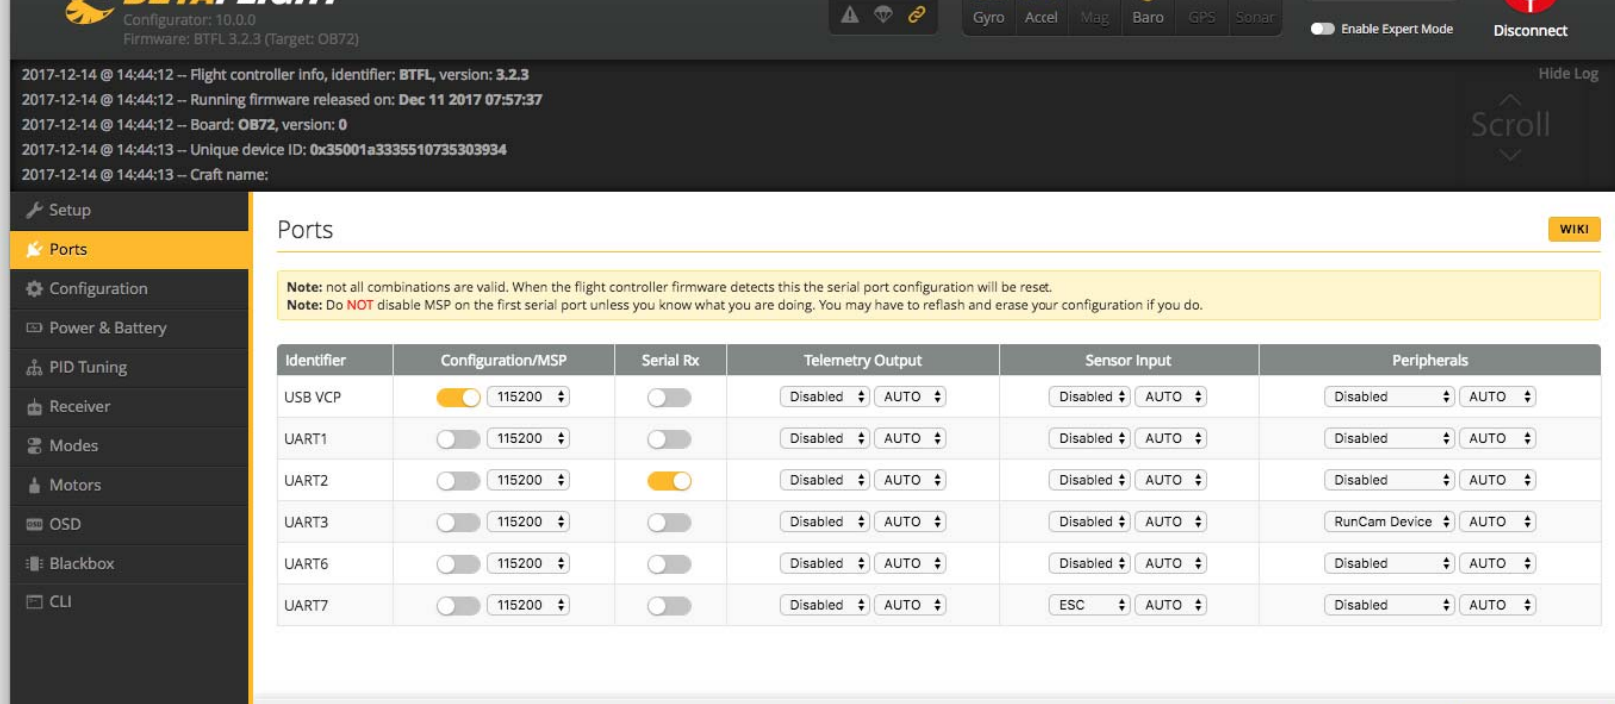 BETAFLIGHT
Configurator: 10.0.0
Firmware: BTFL 3.2.3 (Target: OB72)
Gyro Accel Mag Baro GPS Sonar
Enable Expert Mode
Disconnect
2017-12-14 @ 14:44:12 -- Flight controller info, identifier: BTFL, version: 3.2.3
Hide Log
2017-12-14 @ 14:44:12 -- Running firmware released on: Dec 11 2017 07:57:37
2017-12-14 @ 14:44:12 -- Board: OB72, version: 0
Scroll
2017-12-14 @ 14:44:13 -- Unique device ID: 0x35001a3335510735303934
2017-12-14 @ 14:44:13 -- Craft name:
Setup
Ports
Configuration
Power & Battery
PID Tuning
Receiver
Modes
Motors
OSD
Blackbox
CLI
Ports
WIKI
Note: not all combinations are valid. When the flight controller firmware detects this the serial port configuration will be reset.
Note: Do NOT disable MSP on the first serial port unless you know what you are doing. You may have to reflash and erase your configuration if you do.
Identifier Configuration/MSP Serial Rx Telemetry Output Sensor Input Peripherals
USB VCP 115200 Disabled AUTO Disabled AUTO Disabled AUTO
UART1 115200 Disabled AUTO Disabled AUTO Disabled AUTO
UART2 115200 Disabled AUTO Disabled AUTO Disabled AUTO
UART3 115200 Disabled AUTO Disabled AUTO RunCam Device AUTO
UART6 115200 Disabled AUTO Disabled AUTO Disabled AUTO
UART7 115200 Disabled AUTO ESC AUTO Disabled AUTO